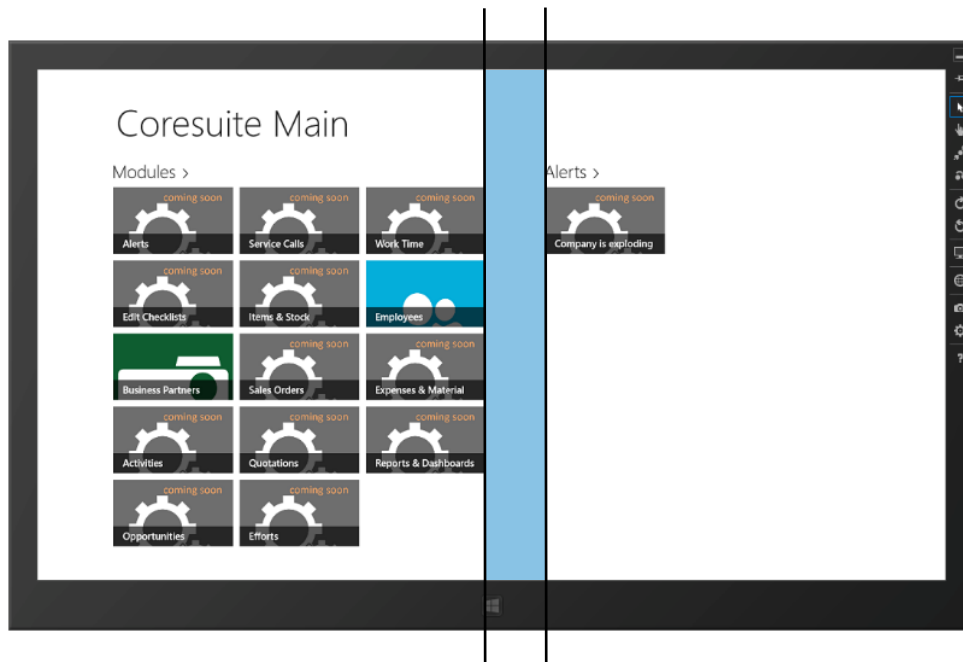 Coresuite Main
Modules >
Alerts >
coming soon
coming soon
coming soon
coming soon
Alerts
Service Calls
Work Time
Company is exploding
coming soon
coming soon
Edit Checklists
Items & Stock
Employees
coming soon
coming soon
Business Partners
Sales Orders
Expenses & Material
coming soon
coming soon
coming soon
Activities
Quotations
Reports & Dashboards
coming soon
coming soon
Opportunities
Efforts